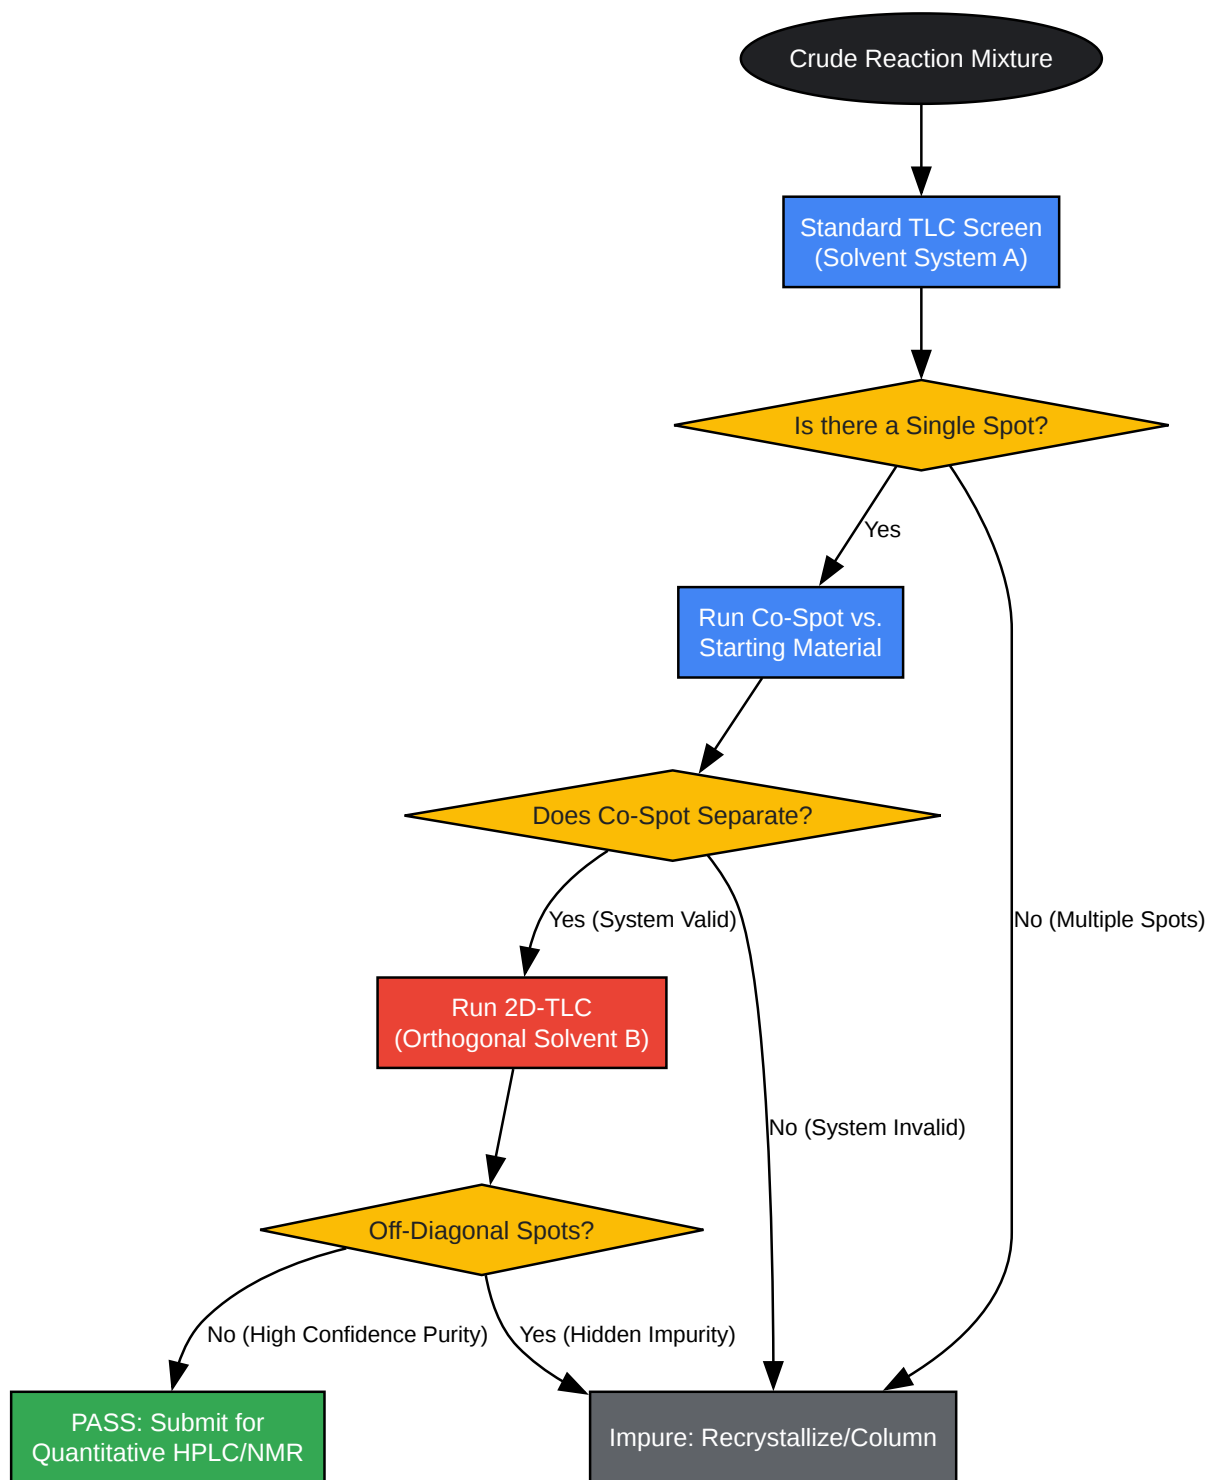 Crude Reaction Mixture
Standard TLC Screen
(Solvent System A)
Is there a Single Spot?
Yes
Run Co-Spot vs.
Starting Material
Does Co-Spot Separate?
Yes (System Valid)
No (Multiple Spots)
Run 2D-TLC
(Orthogonal Solvent B)
No (System Invalid)
Off-Diagonal Spots?
No (High Confidence Purity)
Yes (Hidden Impurity)
PASS: Submit for
Quantitative HPLC/NMR
Impure: Recrystallize/Column